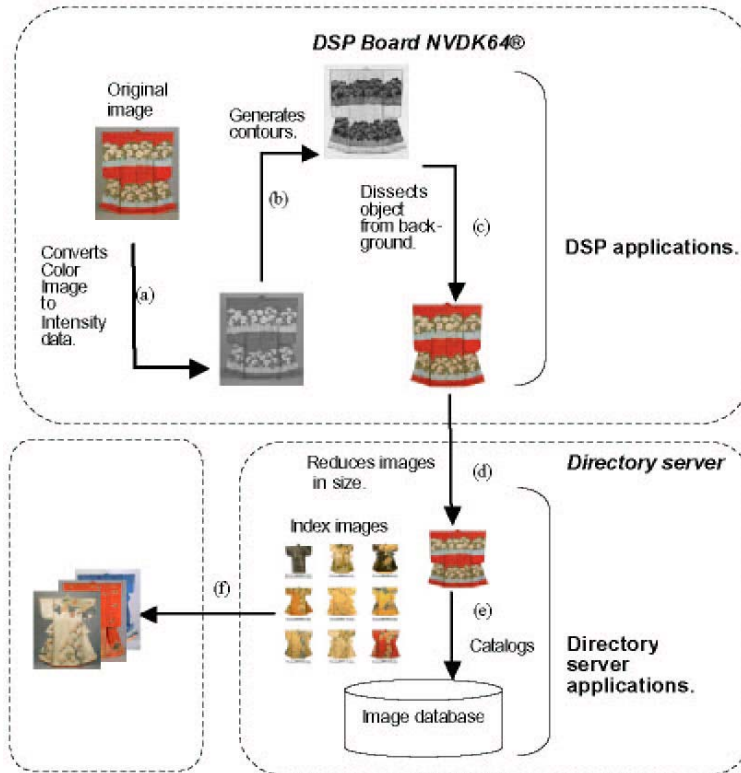 DSP Board NVDK64®
Original
image
Generates
contours.
(b)
Dissects
object
from back-
ground.
(c)
DSP applications.
Converts
Color
Image
to
Intensity
data.
(a)
Reduces images
in size.
(d)
Directory server
Index images
(f)
(e)
Catalogs
Directory
server
applications.
Image database